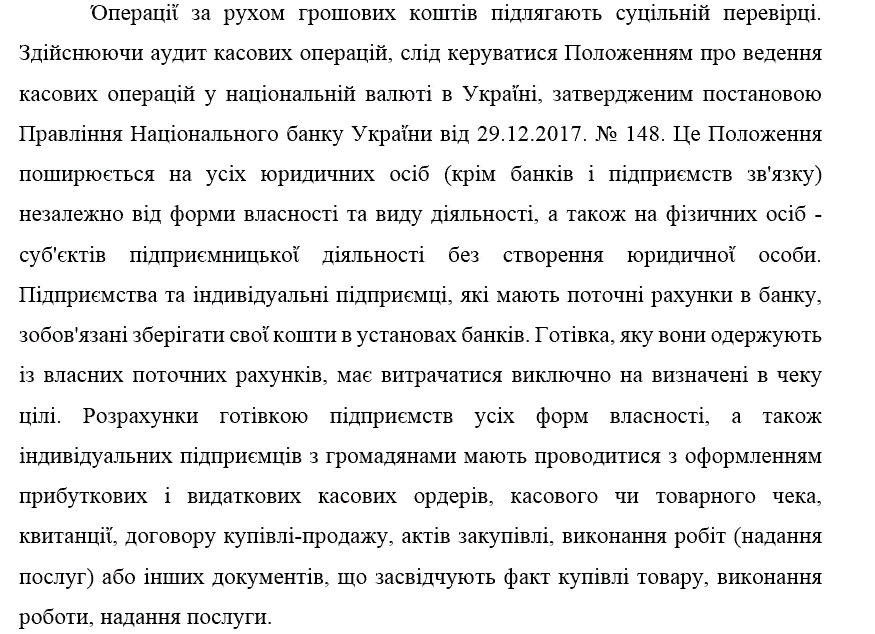 Операції за рухом грошових коштів підлягають суцільній перевірці.
Здійснюючи аудит касових операцій, слід керуватися Положенням про ведення
касових операцій у національній валюті в Україні, затвердженим постановою
Правління Національного банку України від 29.12.2017. № 148. Це Положення
поширюється на усіх юридичних осіб (крім банків і підприємств зв'язку)
незалежно від форми власності та виду діяльності, а також на фізичних осіб -
суб'єктів підприємницької діяльності без створення юридичної особи.
Підприємства та індивідуальні підприємці, які мають поточні рахунки в банку,
зобов'язані зберігати свої кошти в установах банків. Готівка, яку вони одержують
із власних поточних рахунків, має витрачатися виключно на визначені в чеку
цілі. Розрахунки готівкою підприємств усіх форм власності, а також
індивідуальних підприємців з громадянами мають проводитися з оформленням
прибуткових і видаткових касових ордерів, касового чи товарного чека,
квитанції, договору купівлі-продажу, актів закупівлі, виконання робіт (надання
послуг) або інших документів, що засвідчують факт купівлі товару, виконання
роботи, надання послуги.